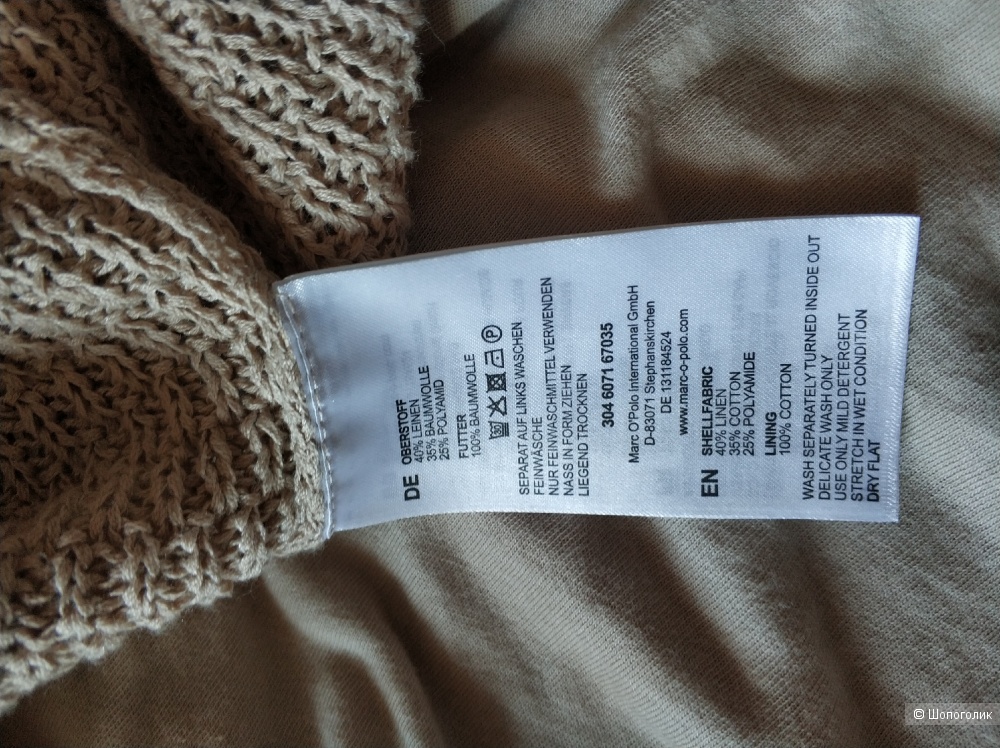 DE OBERSTOFF
40% LEINEN
35% BAUMWOLLE
25% POLYAMID
FUTTER
100% BAUMWOLLE
SEPARAT AUF LINKS WASCHEN
FEINWÄSCHE
NUR FEINWASCHMITTEL VERWENDEN
NASS IN FORM ZIEHEN
LIEGEND TROCKNEN
304 6071 67035
Marc O'Polo International GmbH
D-83071 Stephanskirchen
DE 131184524
www.marc-o-polo.com
EN SHELLFABRIC
40% LINEN
35% COTTON
25% POLYAMIDE
LINING
100% COTTON
WASH SEPARATELY TURNED INSIDE OUT
DELICATE WASH ONLY
USE ONLY MILD DETERGENT
STRETCH IN WET CONDITION
DRY FLAT
© Шопоголик